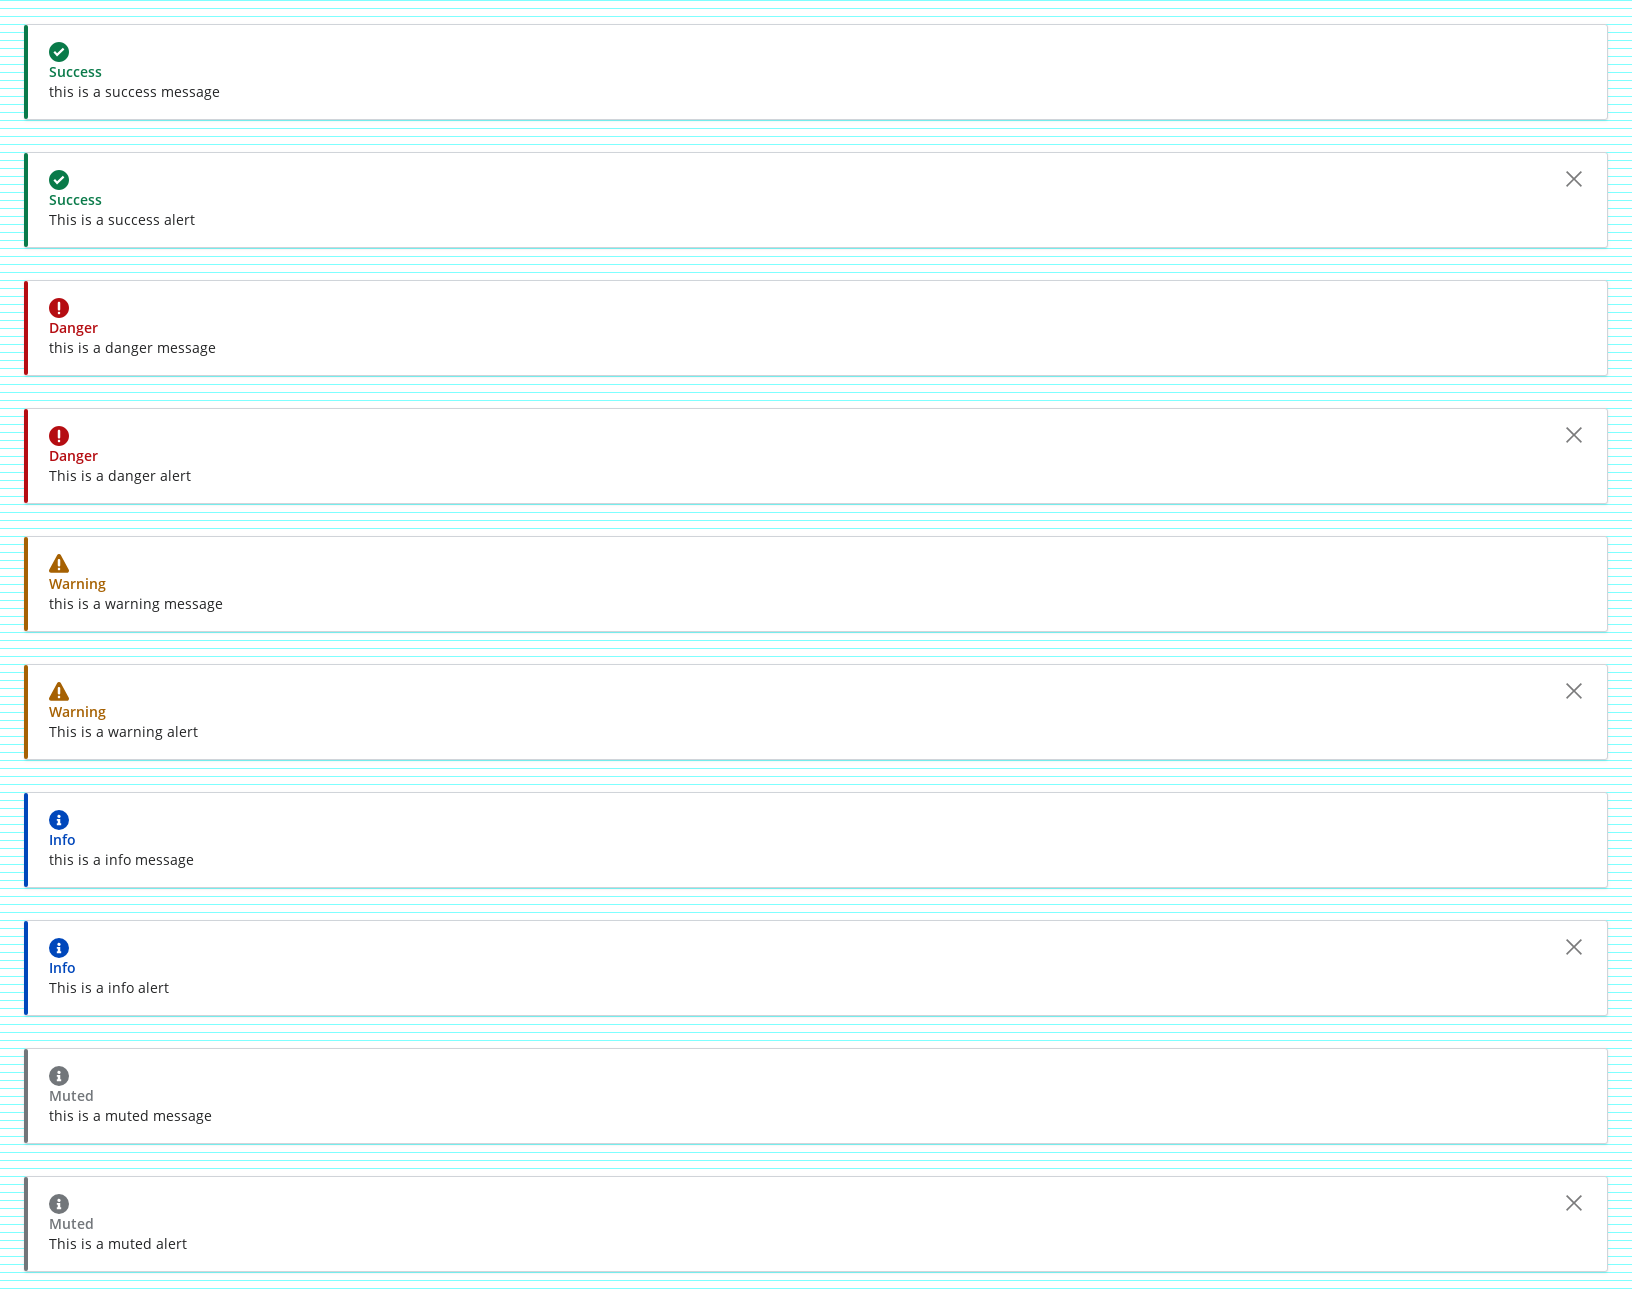 Success
this is a success message
Success
This is a success alert
Danger
this is a danger message
Danger
This is a danger alert
Warning
this is a warning message
Warning
This is a warning alert
Info
this is a info message
Info
This is a info alert
Muted
this is a muted message
Muted
This is a muted alert